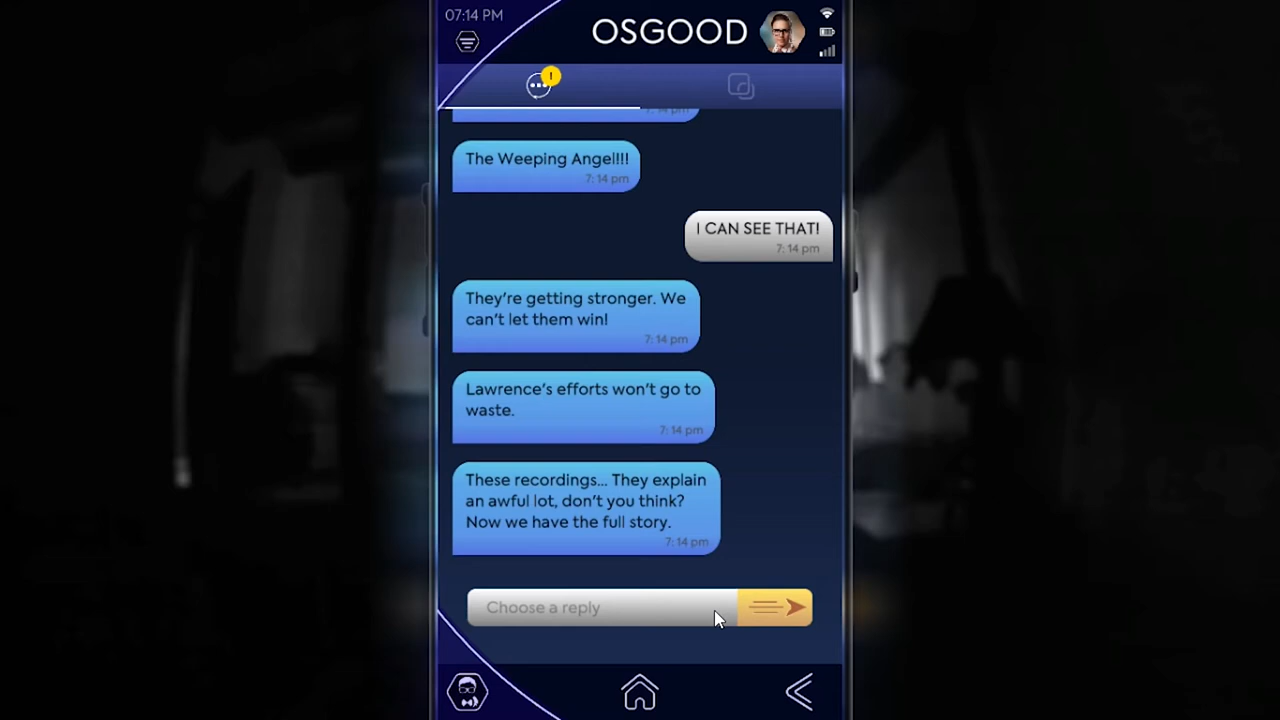 07:14 PM
OSGOOD
!
7:14 pm
The Weeping Angel!!!
7:14 pm
I CAN SEE THAT!
7:14 pm
They're getting stronger. We
can't let them win!
7:14 pm
Lawrence's efforts won't go to
waste.
7:14 pm
These recordings... They explain
an awful lot, don't you think?
Now we have the full story.
7:14 pm
Choose a reply